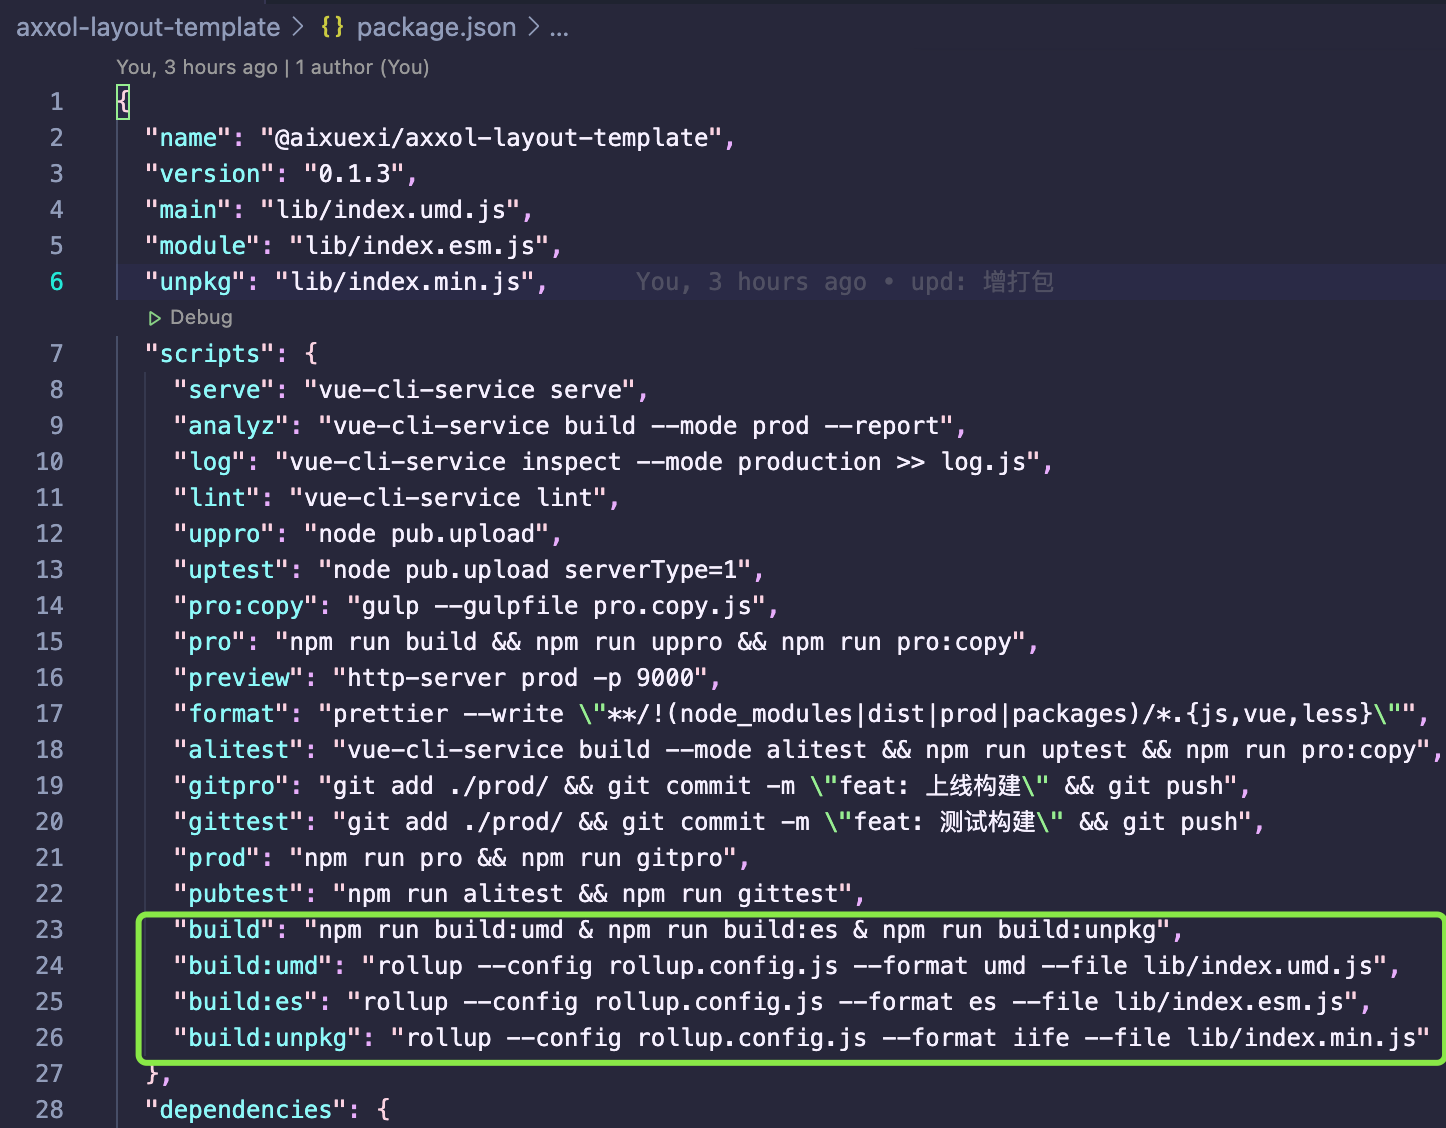 axxol-layout-template > {} package.json > ...
You, 3 hours ago | 1 author (You)
1 {
2 "name": "@aixuexi/axxol-layout-template",
3 "version": "0.1.3",
4 "main": "lib/index.umd.js",
5 "module": "lib/index.esm.js",
6 "unpkg": "lib/index.min.js", You, 3 hours ago • upd: 增打包
Debug
7 "scripts": {
8 "serve": "vue-cli-service serve",
9 "analyz": "vue-cli-service build --mode prod --report",
10 "log": "vue-cli-service inspect --mode production >> log.js",
11 "lint": "vue-cli-service lint",
12 "uppro": "node pub.upload",
13 "uptest": "node pub.upload serverType=1",
14 "pro:copy": "gulp --gulpfile pro.copy.js",
15 "pro": "npm run build && npm run uppro && npm run pro:copy",
16 "preview": "http-server prod -p 9000",
17 "format": "prettier --write \"**/!(node_modules|dist|prod|packages)/*.{js,vue,less}\"",
18 "alitest": "vue-cli-service build --mode alitest && npm run uptest && npm run pro:copy",
19 "gitpro": "git add ./prod/ && git commit -m \"feat: 上线构建\" && git push",
20 "gittest": "git add ./prod/ && git commit -m \"feat: 测试构建\" && git push",
21 "prod": "npm run pro && npm run gitpro",
22 "pubtest": "npm run alitest && npm run gittest",
23 "build": "npm run build:umd & npm run build:es & npm run build:unpkg",
24 "build:umd": "rollup --config rollup.config.js --format umd --file lib/index.umd.js",
25 "build:es": "rollup --config rollup.config.js --format es --file lib/index.esm.js",
26 "build:unpkg": "rollup --config rollup.config.js --format iife --file lib/index.min.js"
27 },
28 "dependencies": {